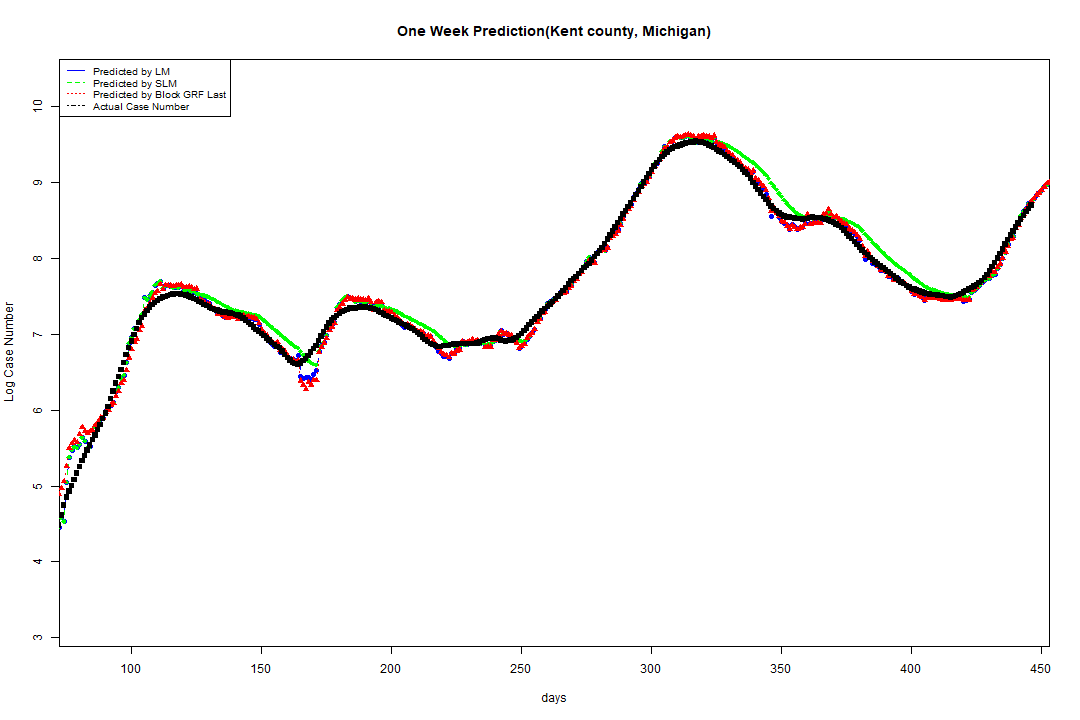 One Week Prediction(Kent county, Michigan)
Predicted by LM
Predicted by SLM
Predicted by Block GRF Last
Actual Case Number
10
9
8
7
6
5
4
3
Log Case Number
100 150 200 250 300 350 400 450
days